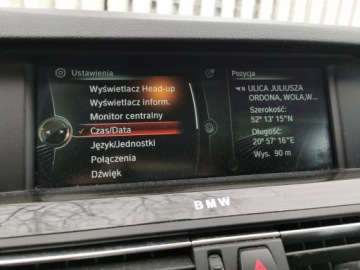 Ustawienia
Wyświetlacz Head-up
Wyświetlacz inform.
Monitor centralny
Czas/Data
Język/Jednostki
Połączenia
Dźwięk
Pozycja
ULICA JULIUSZA
ORDONA, WOLA,W...
Szerokość:
52° 13' 15"N
Długość:
20° 57' 16"E
Wys. 90 m
BMW